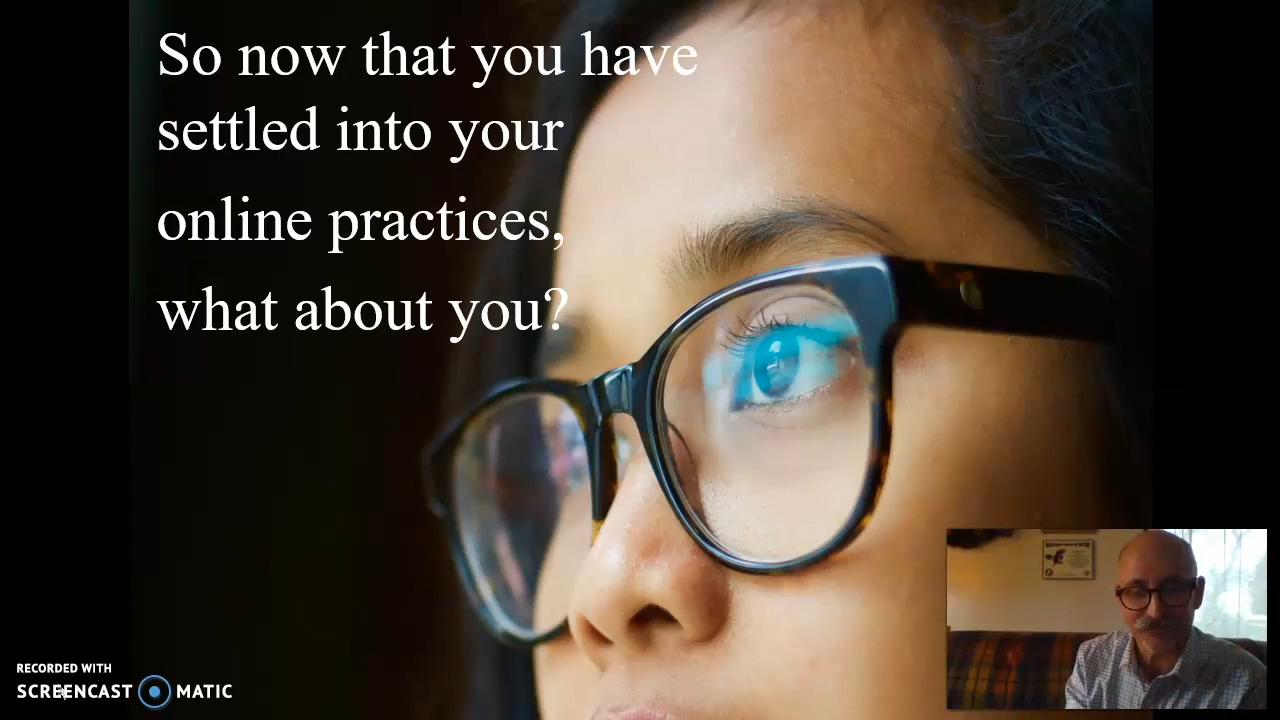 So now that you have
settled into your
online practices,
what about you?
RECORDED WITH
SCREENCAST MATIC